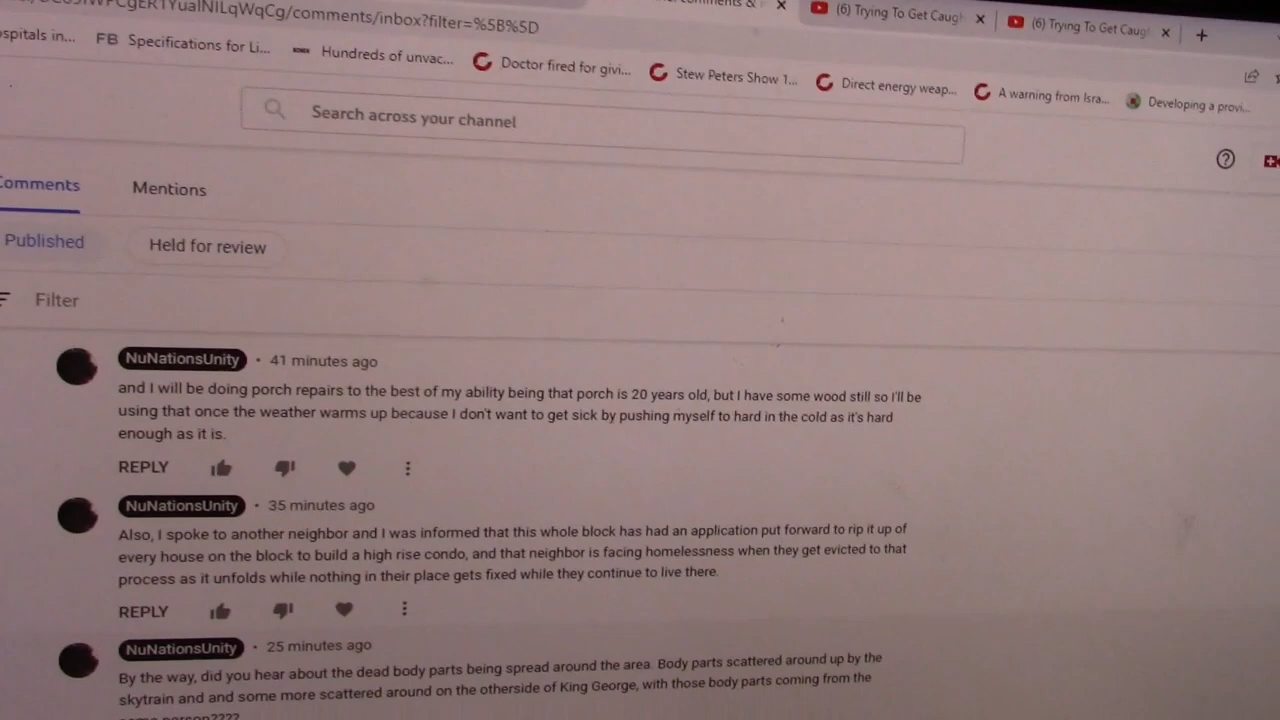 comments/inbox?filter=%5B%5D
(6) Trying To Get Caug
(6) Trying To Get Caug
spitals in...
FB Specifications for Li...
Hundreds of unvac...
Doctor fired for givi...
Stew Peters Show 1...
Direct energy weap...
A warning from Isra...
Developing a provi...
Search across your channel
Comments
Mentions
Published
Held for review
Filter
NuNationsUnity • 41 minutes ago
and I will be doing porch repairs to the best of my ability being that porch is 20 years old, but I have some wood still so I'll be
using that once the weather warms up because I don't want to get sick by pushing myself to hard in the cold as it's hard
enough as it is.
REPLY
NuNationsUnity • 35 minutes ago
Also, I spoke to another neighbor and I was informed that this whole block has had an application put forward to rip it up of
every house on the block to build a high rise condo, and that neighbor is facing homelessness when they get evicted to that
process as it unfolds while nothing in their place gets fixed while they continue to live there.
REPLY
NuNationsUnity • 25 minutes ago
By the way, did you hear about the dead body parts being spread around the area. Body parts scattered around up by the
skytrain and and some more scattered around on the otherside of King George, with those body parts coming from the
person????